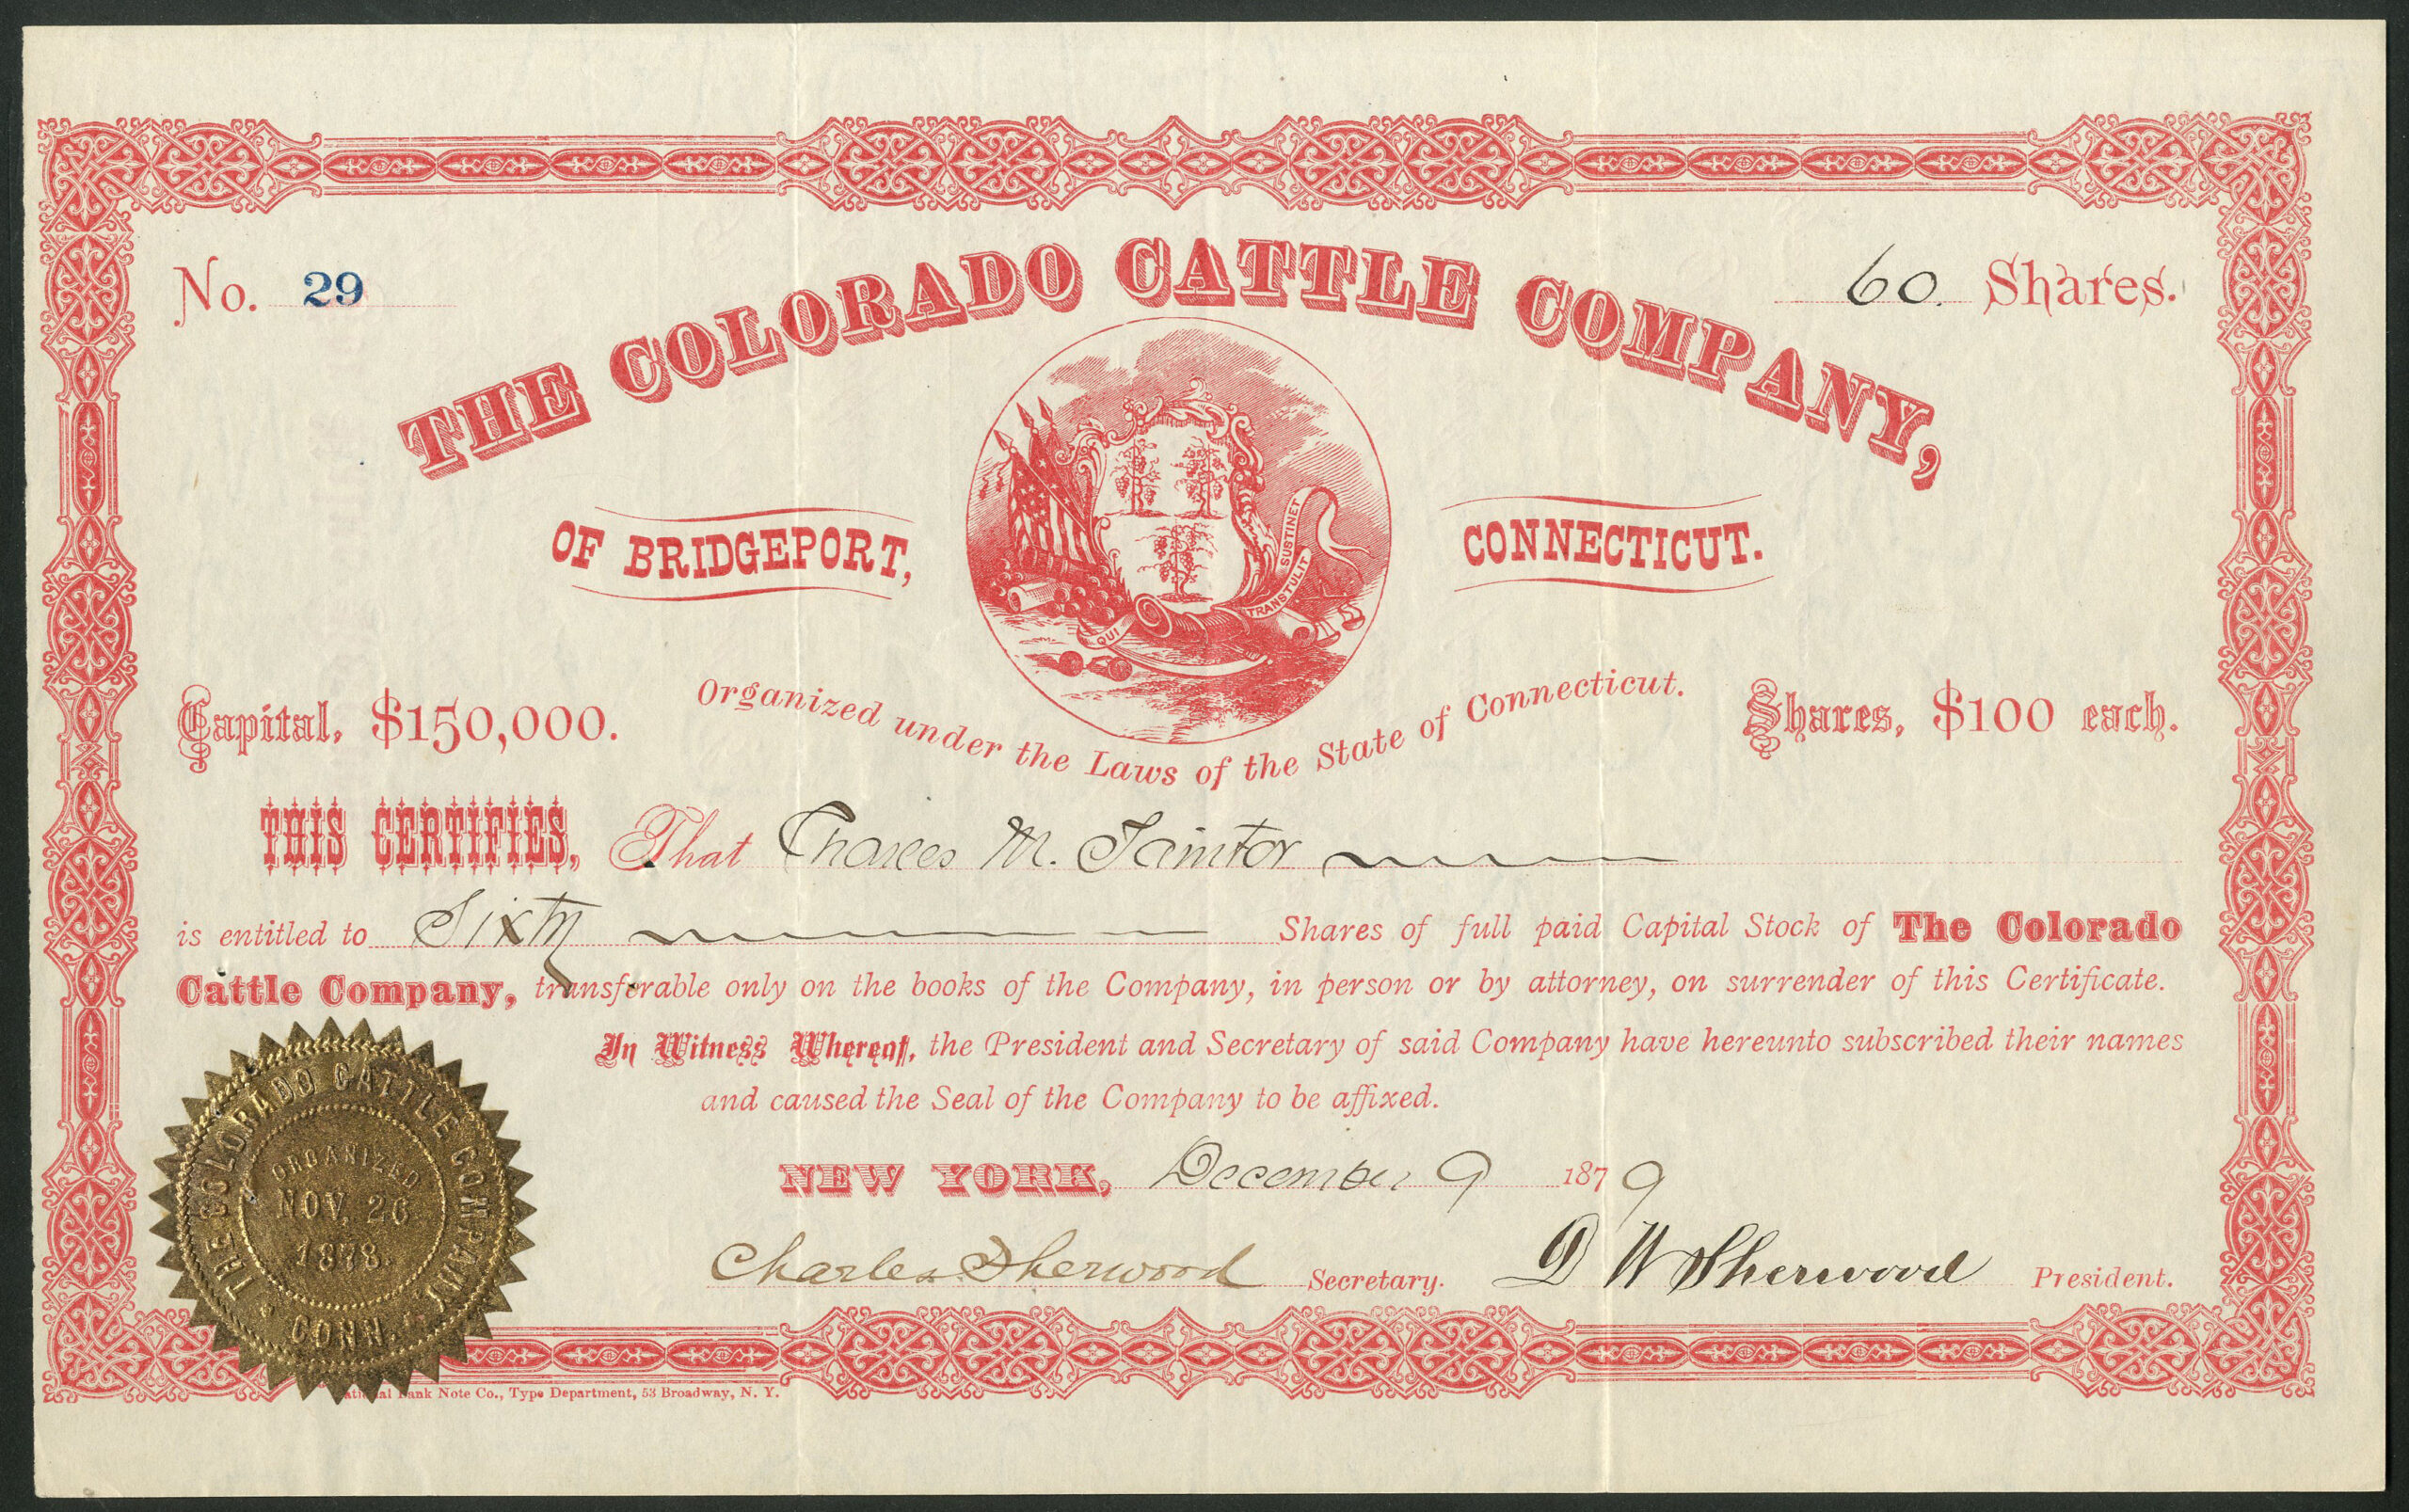 No. 29
60. Shares.
THE COLORADO CATTLE COMPANY,
OF BRIDGEPORT,
CONNECTICUT.
QUI TRANSTULIT SUSTINET
Organized under the Laws of the State of Connecticut.
Capital, $150,000.
Shares, $100 each.
THIS CERTIFIES, That Charles M. Taintor
is entitled to Sixty Shares of full paid Capital Stock of The Colorado
Cattle Company, transferable only on the books of the Company, in person or by attorney, on surrender of this Certificate.
In Witness Whereof, the President and Secretary of said Company have hereunto subscribed their names
and caused the Seal of the Company to be affixed.
NEW YORK, December 9 1879
Charles Sherwood Secretary. D W Sherwood President.
THE COLORADO CATTLE COMPANY
CONN.
ORGANIZED
NOV. 26
1878.
National Bank Note Co., Type Department, 53 Broadway, N. Y.